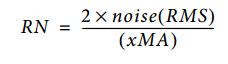 RN = 2 × noise(RMS) / (xMA)